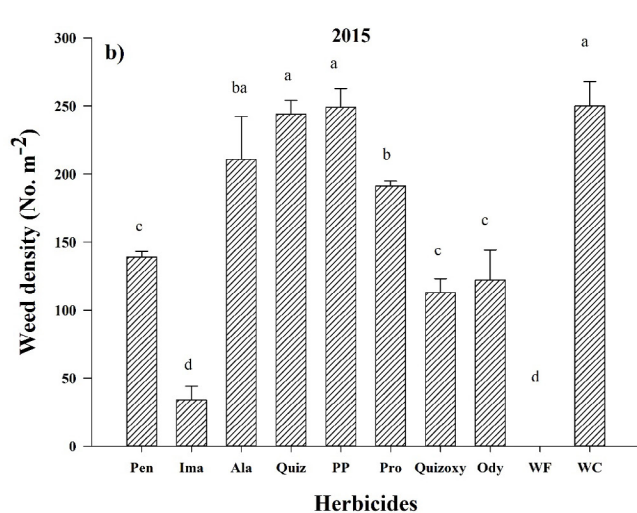 2015
b)
Weed density (No. m⁻²)
300
250
200
150
100
50
0
c
d
ba
a
a
b
c
c
d
a
Pen Ima Ala Quiz PP Pro Quizoxy Ody WF WC
Herbicides